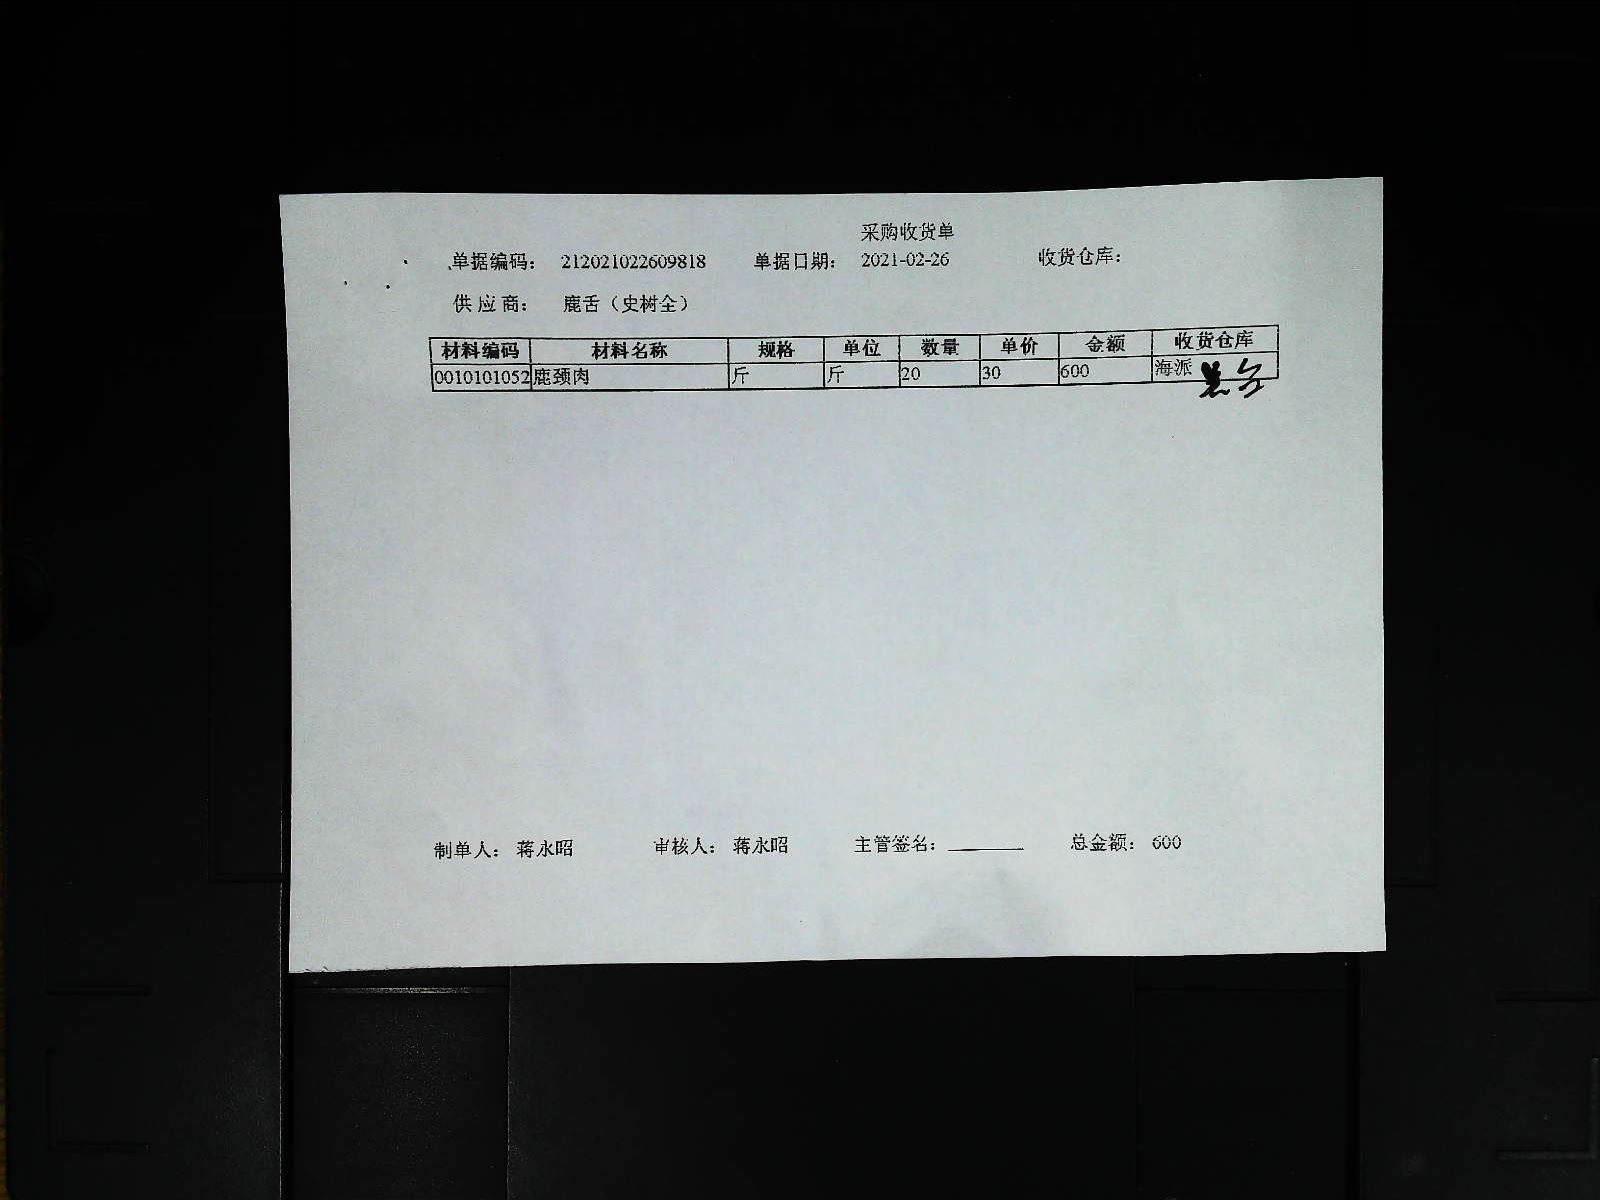 采购收货单
单据编码： 212021022609818 单据日期： 2021-02-26 收货仓库：
供应商： 鹿舌（史树全）
材料编码 材料名称 规格 单位 数量 单价 金额 收货仓库
0010101052 鹿颈肉 斤 斤 20 30 600 海派
制单人： 蒋永昭 审核人： 蒋永昭 主管签名： 总金额： 600